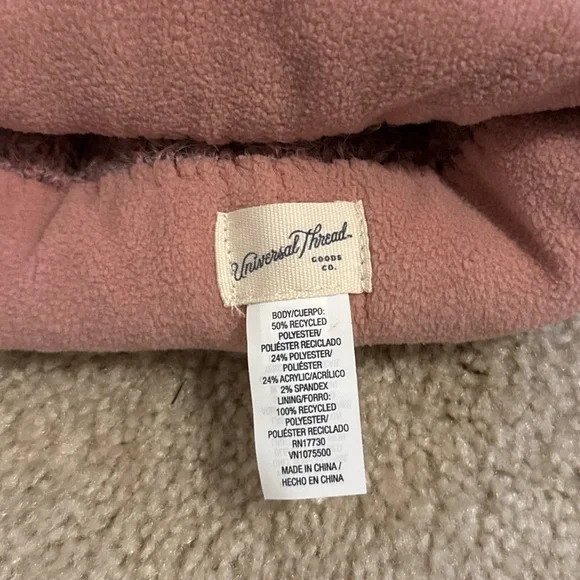 Universal Thread
GOODS
CO.
BODY/CUERPO:
50% RECYCLED
POLYESTER/
POLIÉSTER RECICLADO
24% POLYESTER/
POLIÉSTER
24% ACRYLIC/ACRÍLICO
2% SPANDEX
LINING/FORRO:
100% RECYCLED
POLYESTER/
POLIÉSTER RECICLADO
RN17730
VN1075500
MADE IN CHINA /
HECHO EN CHINA